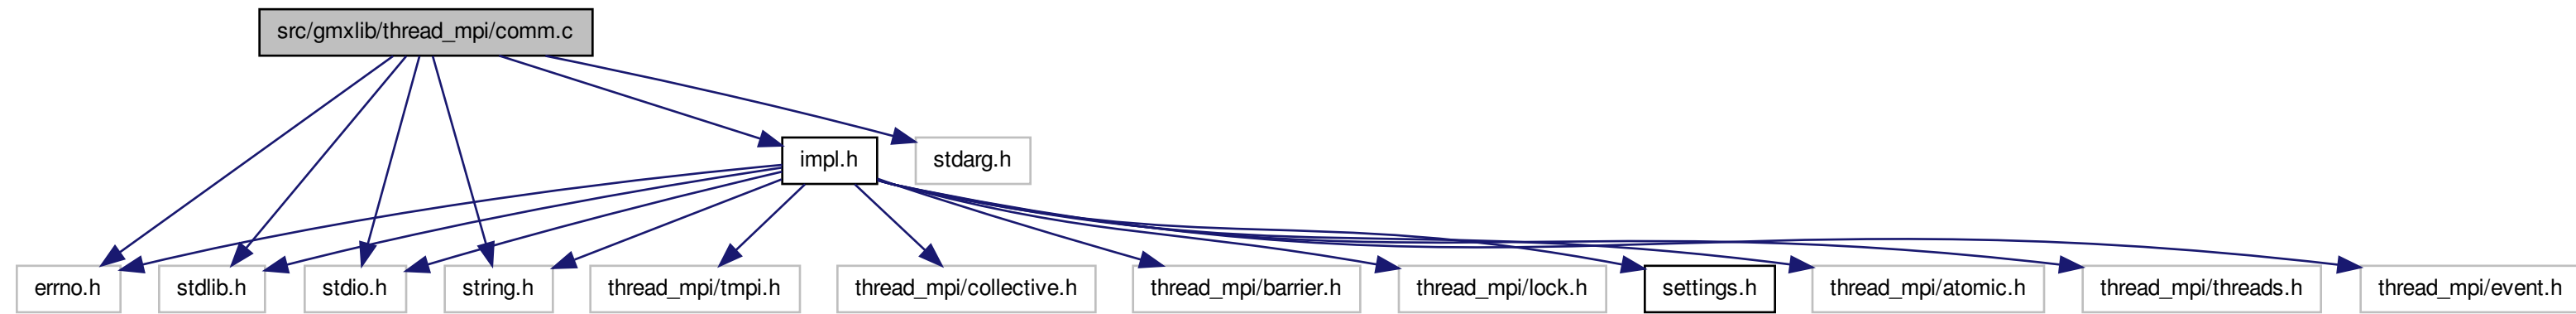 src/gmxlib/thread_mpi/comm.c
impl.h
stdarg.h
errno.h
stdlib.h
stdio.h
string.h
thread_mpi/tmpi.h
thread_mpi/collective.h
thread_mpi/barrier.h
thread_mpi/lock.h
settings.h
thread_mpi/atomic.h
thread_mpi/threads.h
thread_mpi/event.h